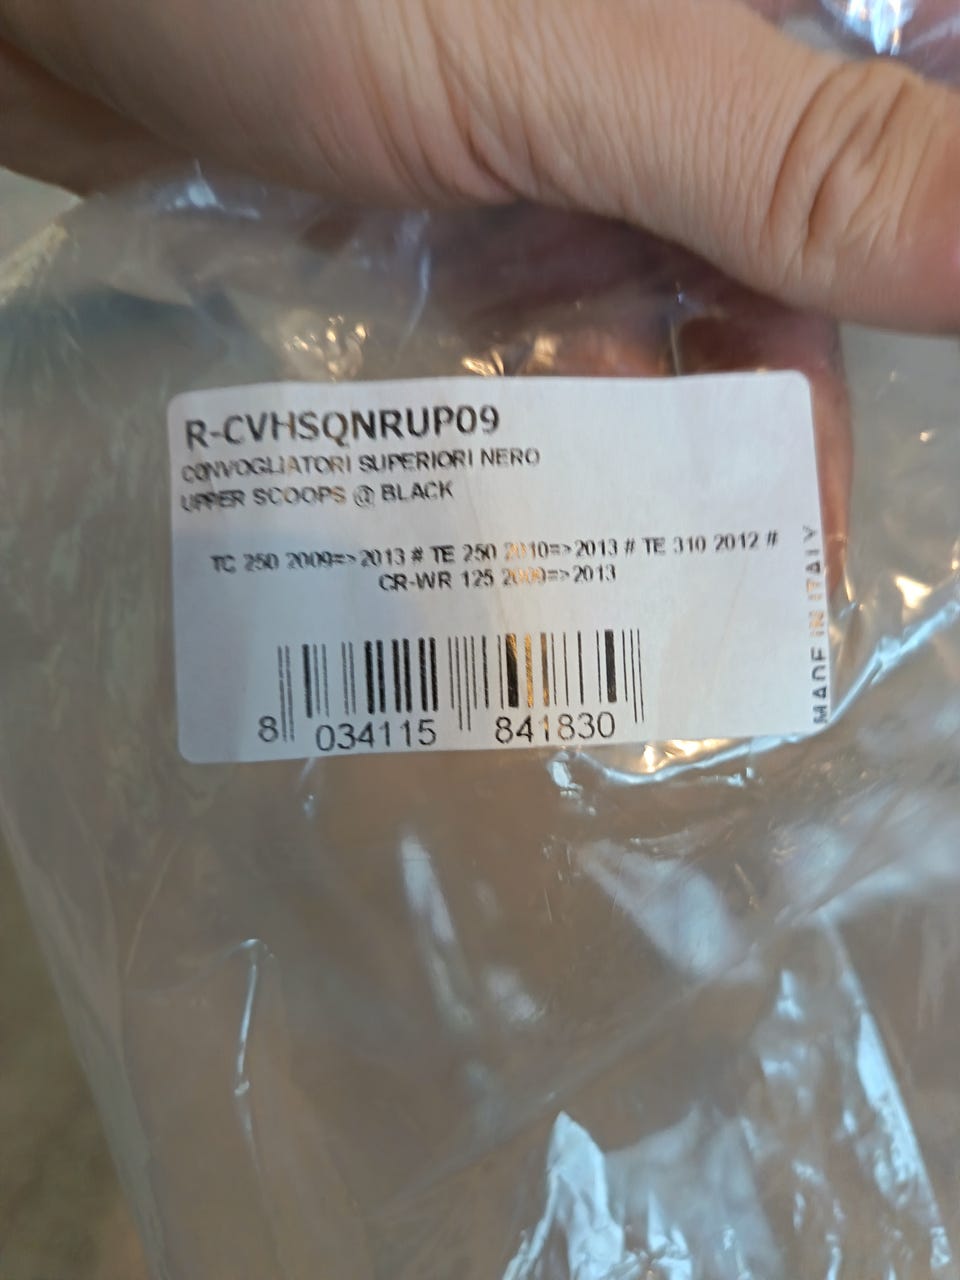 R-CVHSQNRUP09
CONVOGLIATORI SUPERIORI NERO
UPPER SCOOPS @ BLACK
TC 250 2009=>2013 # TE 250 2010=>2013 # TE 310 2012 #
CR-WR 125 2009=>2013
8 034115 841830
MADE IN ITALY